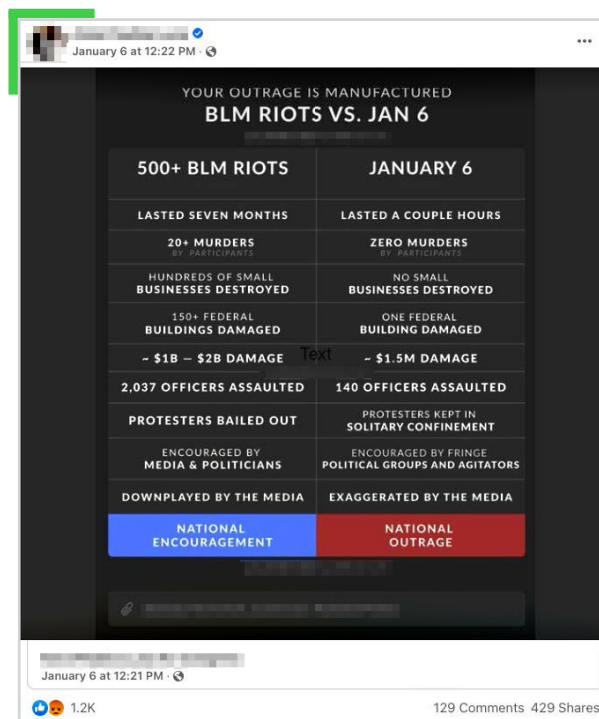 January 6 at 12:22 PM ·
YOUR OUTRAGE IS MANUFACTURED
BLM RIOTS VS. JAN 6
500+ BLM RIOTS
JANUARY 6
LASTED SEVEN MONTHS
LASTED A COUPLE HOURS
20+ MURDERS
BY PARTICIPANTS
ZERO MURDERS
BY PARTICIPANTS
HUNDREDS OF SMALL
BUSINESSES DESTROYED
NO SMALL
BUSINESSES DESTROYED
150+ FEDERAL
BUILDINGS DAMAGED
ONE FEDERAL
BUILDING DAMAGED
~ $1B – $2B DAMAGE
Text
~ $1.5M DAMAGE
2,037 OFFICERS ASSAULTED
140 OFFICERS ASSAULTED
PROTESTERS BAILED OUT
PROTESTERS KEPT IN
SOLITARY CONFINEMENT
ENCOURAGED BY
MEDIA & POLITICIANS
ENCOURAGED BY FRINGE
POLITICAL GROUPS AND AGITATORS
DOWNPLAYED BY THE MEDIA
EXAGGERATED BY THE MEDIA
NATIONAL
ENCOURAGEMENT
NATIONAL
OUTRAGE
January 6 at 12:21 PM ·
1.2K
129 Comments 429 Shares